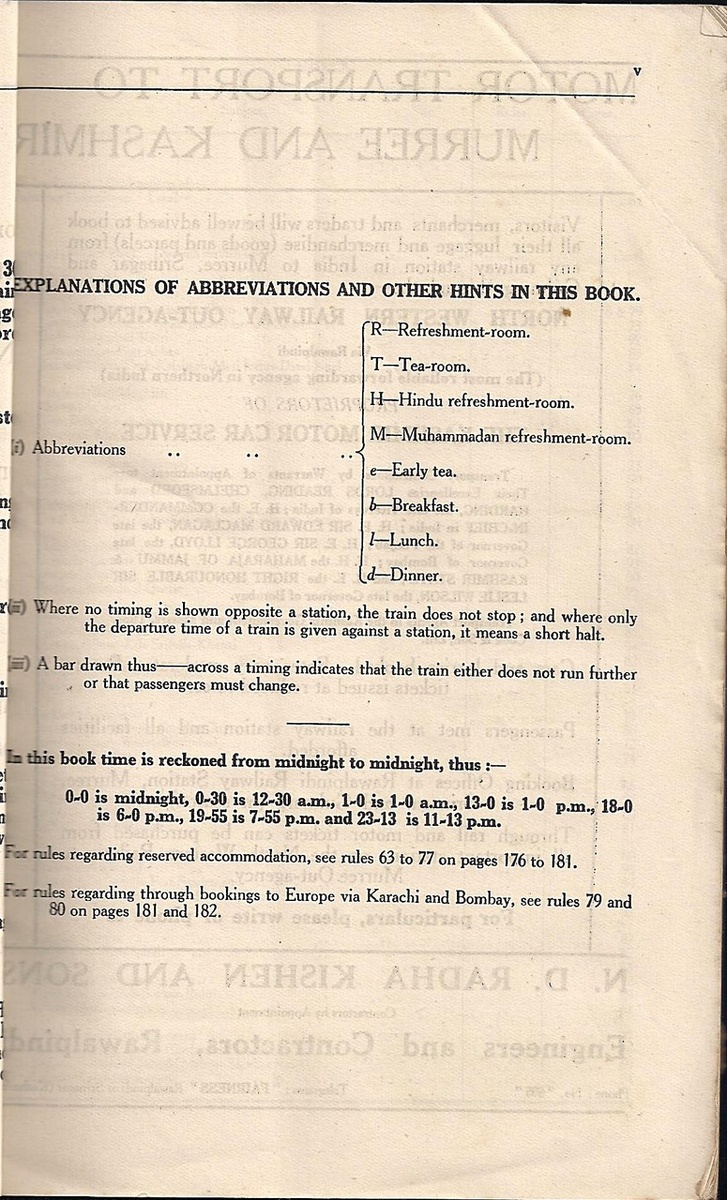 v
EXPLANATIONS OF ABBREVIATIONS AND OTHER HINTS IN THIS BOOK.
R—Refreshment-room.
T—Tea-room.
H—Hindu refreshment-room.
M—Muhammadan refreshment-room.
(i) Abbreviations .. .. ..
e—Early tea.
b—Breakfast.
l—Lunch.
d—Dinner.
(ii) Where no timing is shown opposite a station, the train does not stop ; and where only
the departure time of a train is given against a station, it means a short halt.
(iii) A bar drawn thus——across a timing indicates that the train either does not run further
or that passengers must change.
In this book time is reckoned from midnight to midnight, thus :—
0-0 is midnight, 0-30 is 12-30 a.m., 1-0 is 1-0 a.m., 13-0 is 1-0 p.m., 18-0
is 6-0 p.m., 19-55 is 7-55 p.m. and 23-13 is 11-13 p.m.
For rules regarding reserved accommodation, see rules 63 to 77 on pages 176 to 181.
For rules regarding through bookings to Europe via Karachi and Bombay, see rules 79 and
80 on pages 181 and 182.